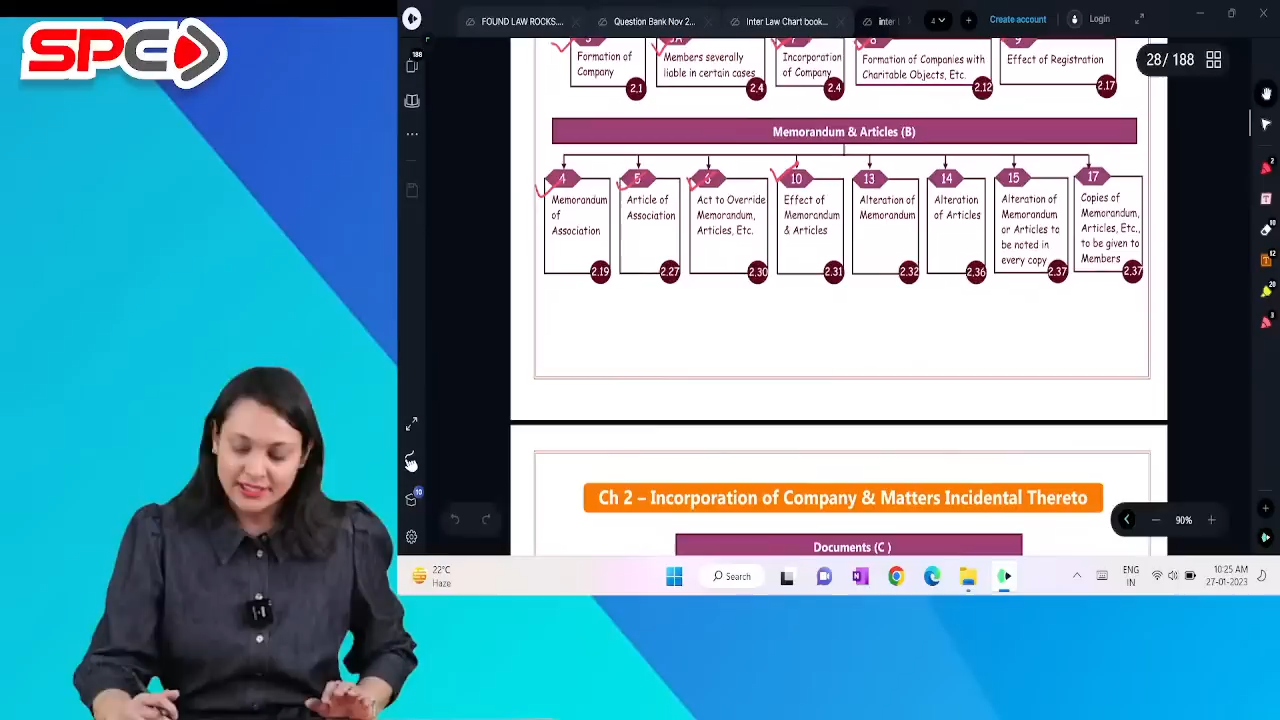 SPC
FOUND LAW ROCKS....
Question Bank Nov 2...
Inter Law Chart book...
inter
4
Create account
Login
188
28 / 188
3
3A
7
8
9
Formation of
Company
2.1
Members severally
liable in certain cases
2.4
Incorporation
of Company
2.4
Formation of Companies with
Charitable Objects, Etc.
2.12
Effect of Registration
2.17
Memorandum & Articles (B)
4
Memorandum
of
Association
2.19
5
Article of
Association
2.27
6
Act to Override
Memorandum,
Articles, Etc.
2.30
10
Effect of
Memorandum
& Articles
2.31
13
Alteration of
Memorandum
2.32
14
Alteration
of Articles
2.36
15
Alteration of
Memorandum
or Articles to
be noted in
every copy
2.37
17
Copies of
Memorandum,
Articles, Etc.,
to be given to
Members
2.37
Ch 2 – Incorporation of Company & Matters Incidental Thereto
Documents (C )
90%
10
22°C
Haze
Search
ENG
IN
10:25 AM
27-01-2023